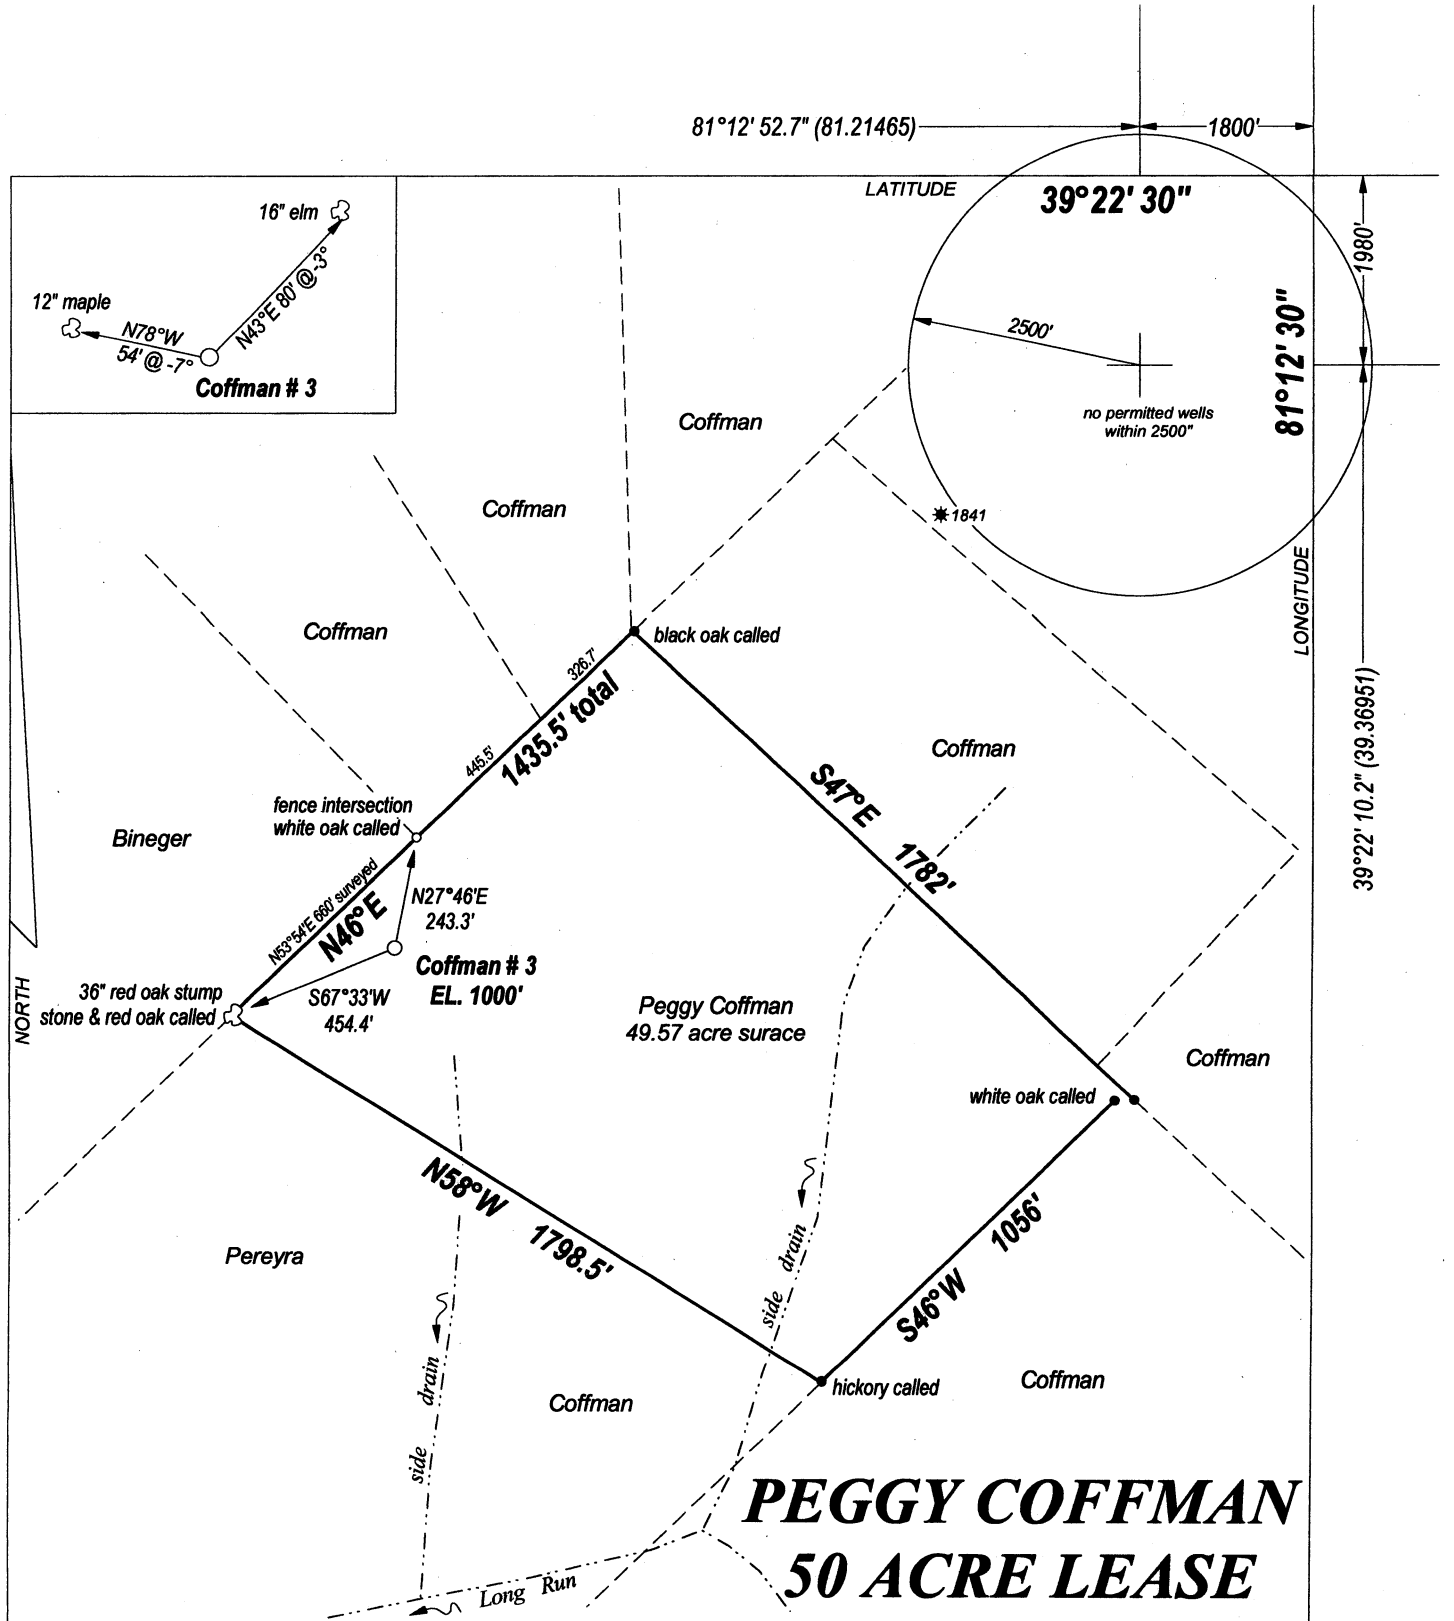 81°12' 52.7" (81.21465)
1800'
LATITUDE
39°22' 30"
1980'
16" elm
N43°E 80' @ -3°
12" maple
N78°W
54' @ -7°
Coffman # 3
2500'
81°12' 30"
no permitted wells
within 2500"
Coffman
Coffman
1841
LONGITUDE
Coffman
black oak called
326.7'
1435.5' total
445.5'
39°22' 10.2" (39.36951)
Coffman
S47°E 1782'
fence intersection
white oak called
Bineger
N53°54'E 660' surveyed
N46°E
N27°46'E
243.3'
Coffman # 3
EL. 1000'
NORTH
36" red oak stump
stone & red oak called
S67°33'W
454.4'
Peggy Coffman
49.57 acre surace
Coffman
white oak called
N58°W 1798.5'
S46°W 1056'
side drain
Pereyra
side drain
Coffman
hickory called
Coffman
Long Run
PEGGY COFFMAN
50 ACRE LEASE